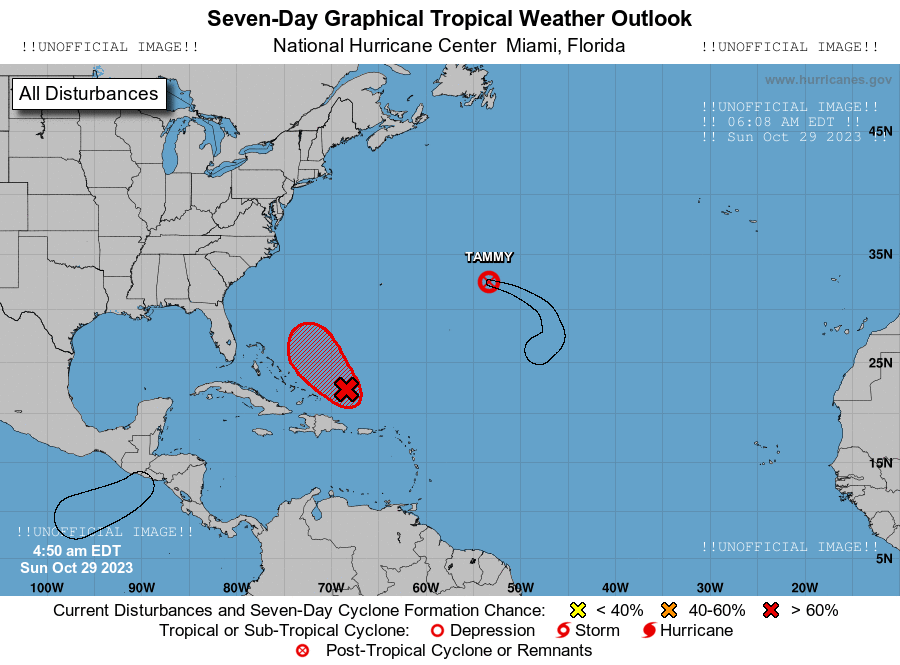 Seven-Day Graphical Tropical Weather Outlook
!!UNOFFICIAL IMAGE!! National Hurricane Center Miami, Florida !!UNOFFICIAL IMAGE!!
www.hurricanes.gov
All Disturbances
!!UNOFFICIAL IMAGE!!
!! 06:08 AM EDT !!
!! Sun Oct 29 2023 !!
45N
TAMMY
35N
25N
15N
!!UNOFFICIAL IMAGE!!
!!UNOFFICIAL IMAGE!!
4:50 am EDT
5N
Sun Oct 29 2023
100W 90W 80W 70W 60W 50W 40W 30W 20W
Current Disturbances and Seven-Day Cyclone Formation Chance: < 40% 40-60% > 60%
Tropical or Sub-Tropical Cyclone: Depression Storm Hurricane
Post-Tropical Cyclone or Remnants